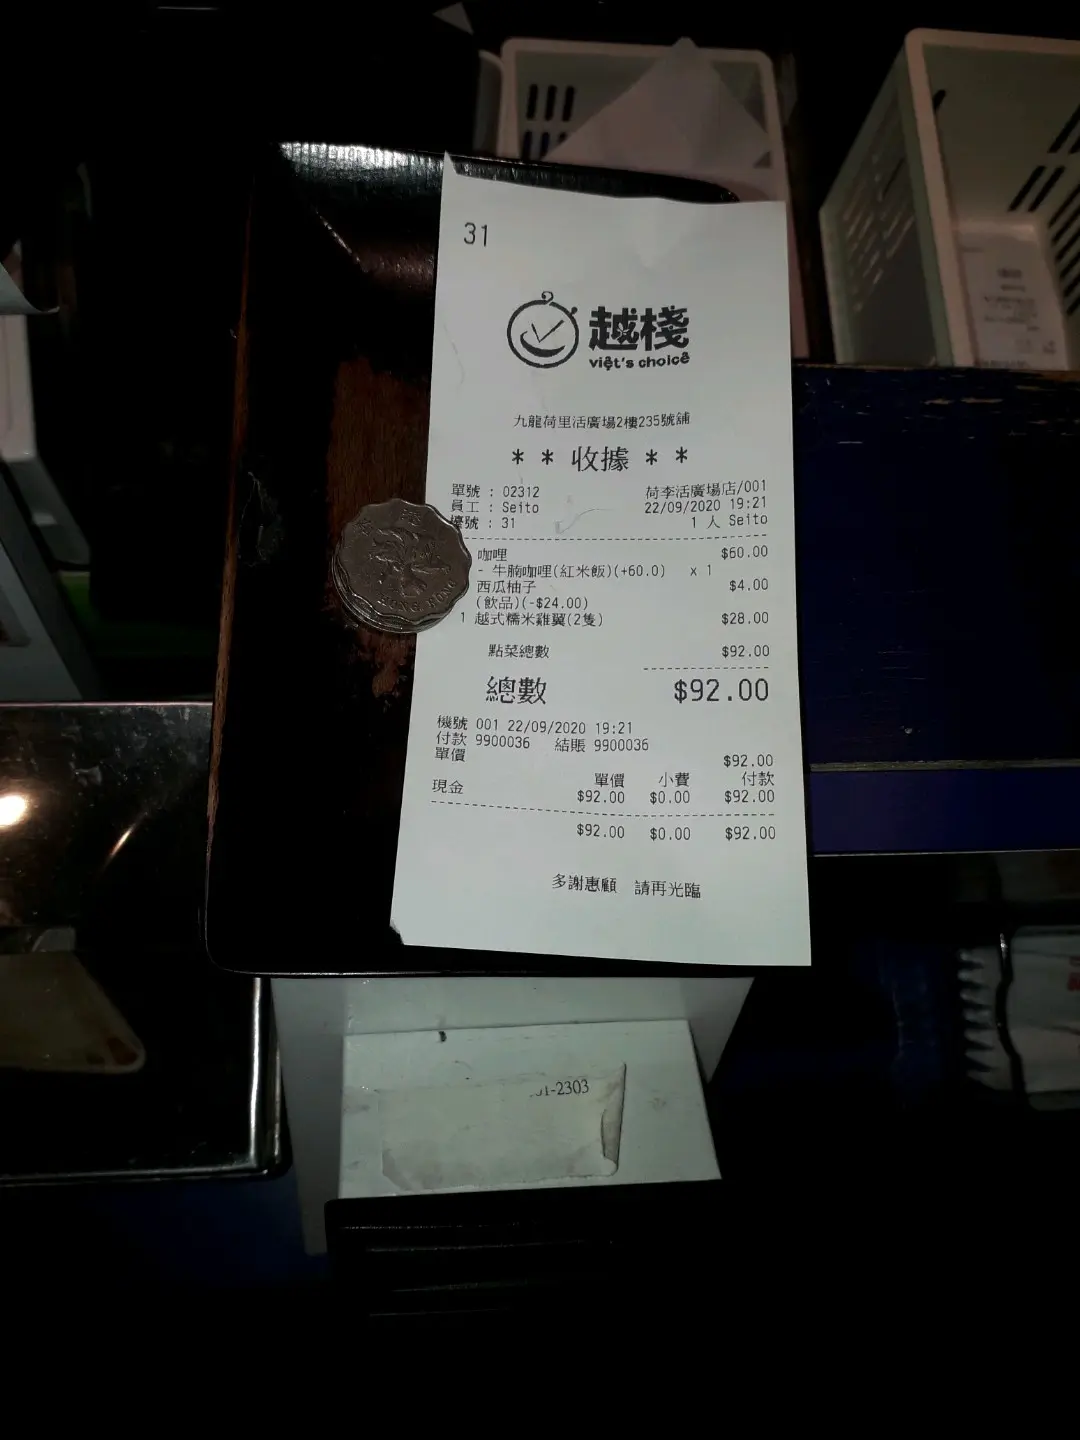 31
越棧
việt's choicê
九龍荷里活廣場2樓235號舖
** 收據 **
單號 : 02312 荷李活廣場店/001
員工 : Seito 22/09/2020 19:21
檯號 : 31 1 人 Seito
咖哩 $60.00
- 牛腩咖哩(紅米飯)(+60.0) x 1
西瓜柚子 $4.00
(飲品)(-$24.00)
1 越式糯米雞翼(2隻) $28.00
點菜總數 $92.00
總數 $92.00
機號 001 22/09/2020 19:21
付款 9900036 結賬 9900036
單價 $92.00
單價 小費 付款
現金 $92.00 $0.00 $92.00
$92.00 $0.00 $92.00
多謝惠顧 請再光臨
HONG KONG
1-2303